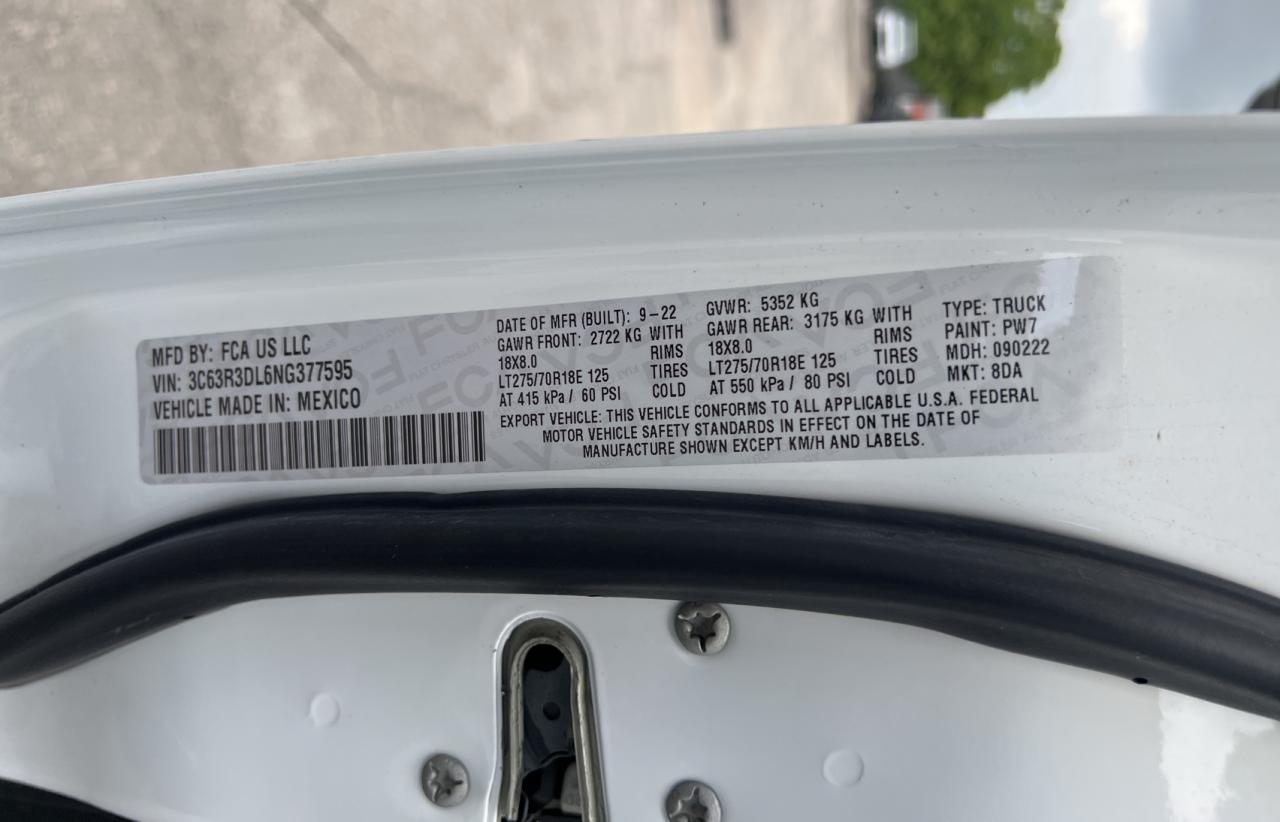 MFD BY: FCA US LLC
VIN: 3C63R3DL6NG377595
VEHICLE MADE IN: MEXICO
DATE OF MFR (BUILT): 9-22
GAWR FRONT: 2722 KG WITH
18X8.0 RIMS
LT275/70R18E 125 TIRES
AT 415 kPa / 60 PSI COLD
GVWR: 5352 KG
GAWR REAR: 3175 KG WITH
18X8.0 RIMS
LT275/70R18E 125 TIRES
AT 550 kPa / 80 PSI COLD
TYPE: TRUCK
PAINT: PW7
MDH: 090222
MKT: 8DA
EXPORT VEHICLE: THIS VEHICLE CONFORMS TO ALL APPLICABLE U.S.A. FEDERAL
MOTOR VEHICLE SAFETY STANDARDS IN EFFECT ON THE DATE OF
MANUFACTURE SHOWN EXCEPT KM/H AND LABELS.